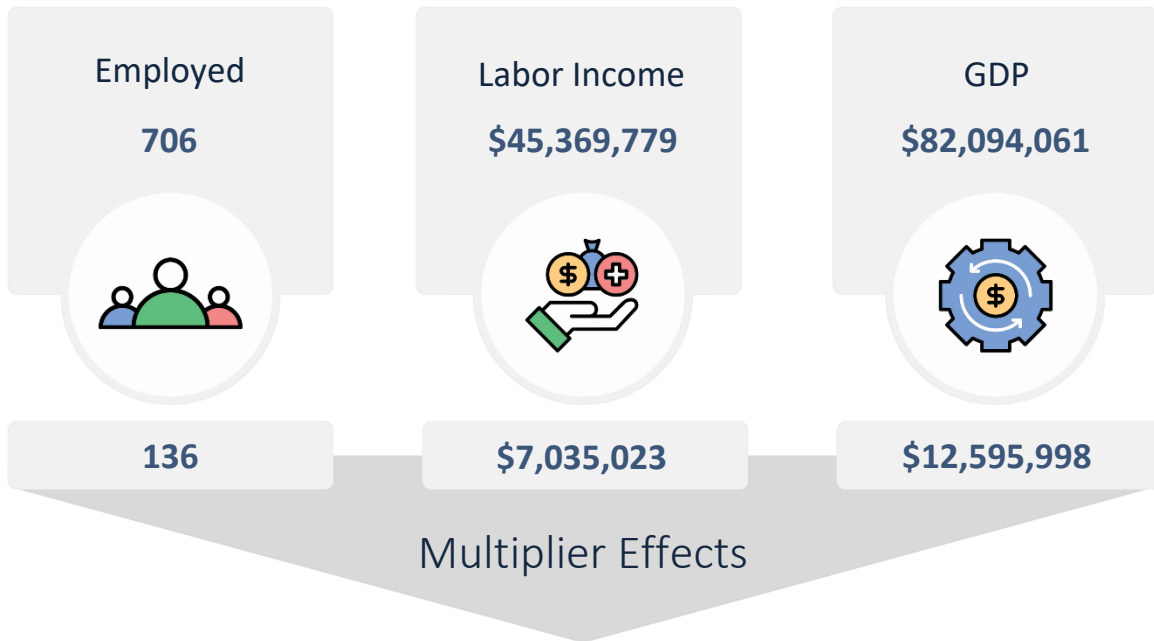 Employed
706
Labor Income
$45,369,779
GDP
$82,094,061
$
$
136
$7,035,023
$12,595,998
Multiplier Effects